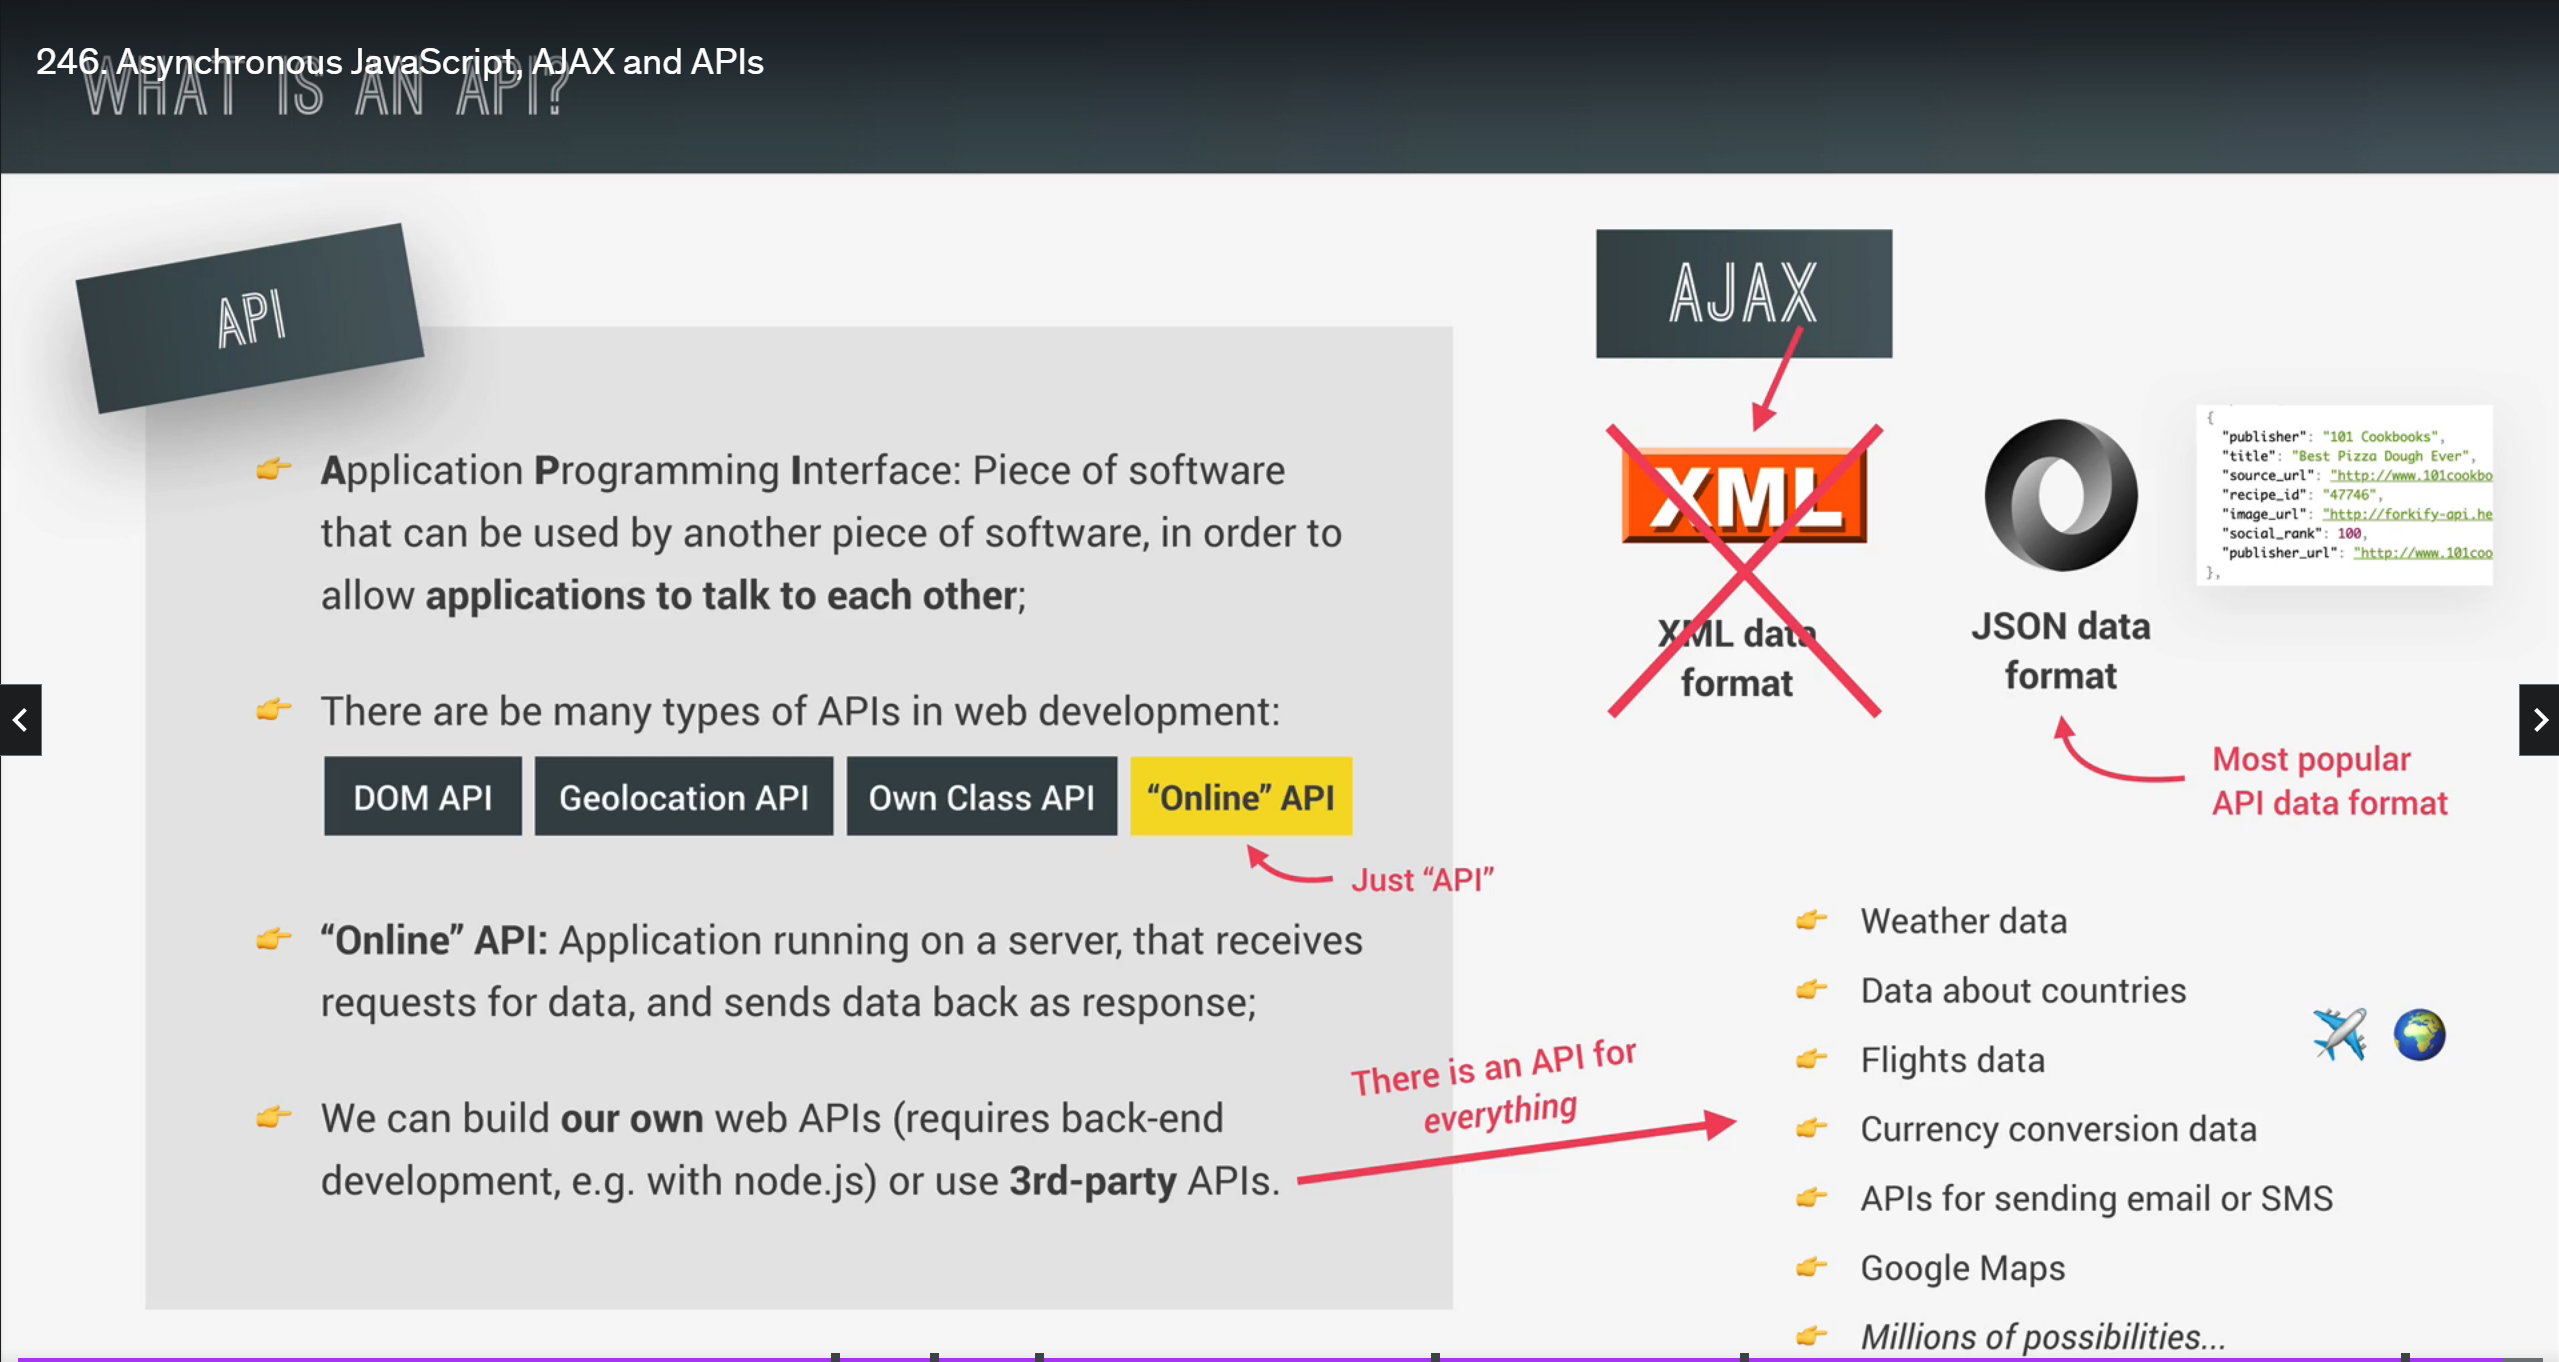 246. Asynchronous JavaScript, AJAX and APIs
WHAT IS AN API?
API
Application Programming Interface: Piece of software
that can be used by another piece of software, in order to
allow applications to talk to each other;
There are be many types of APIs in web development:
DOM API
Geolocation API
Own Class API
“Online” API
Just “API”
“Online” API: Application running on a server, that receives
requests for data, and sends data back as response;
We can build our own web APIs (requires back-end
development, e.g. with node.js) or use 3rd-party APIs.
There is an API for
everything
AJAX
XML
XML data
format
JSON data
format
{
"publisher": "101 Cookbooks",
"title": "Best Pizza Dough Ever",
"source_url": "http://www.101cookbo
"recipe_id": "47746",
"image_url": "http://forkify-api.he
"social_rank": 100,
"publisher_url": "http://www.101coo
},
Most popular
API data format
Weather data
Data about countries
Flights data
Currency conversion data
APIs for sending email or SMS
Google Maps
Millions of possibilities...